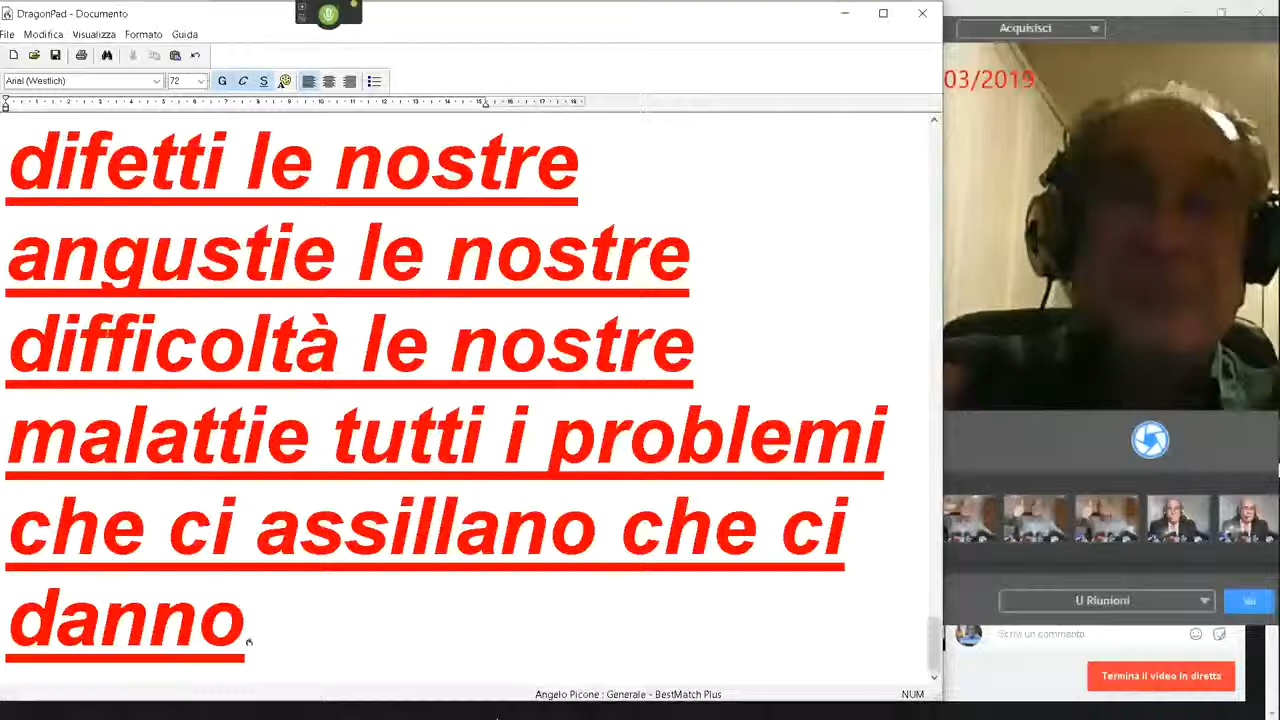 DragonPad - Documento
File Modifica Visualizza Formato Guida
Arial (Westlich) 72 G C S
difetti le nostre
angustie le nostre
difficoltà le nostre
malattie tutti i problemi
che ci assillano che ci
danno
Angelo Picone : Generale - BestMatch Plus NUM
Acquisisci
03/2019
U Riunioni
Scrivi un commento
Termina il video in diretta